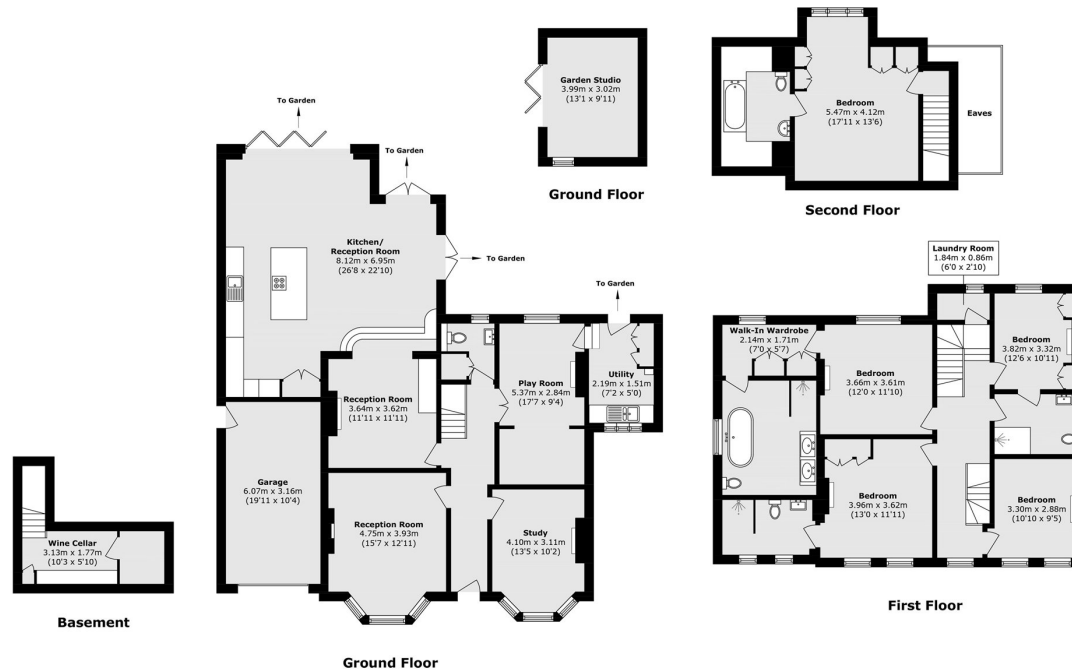 Garden Studio
3.99m x 3.02m
(13'1 x 9'11)
Ground Floor
Bedroom
5.47m x 4.12m
(17'11 x 13'6)
Eaves
Second Floor
To Garden
To Garden
Kitchen/
Reception Room
8.12m x 6.95m
(26'8 x 22'10)
To Garden
To Garden
Reception Room
3.64m x 3.62m
(11'11 x 11'11)
Play Room
5.37m x 2.84m
(17'7 x 9'4)
Utility
2.19m x 1.51m
(7'2 x 5'0)
Garage
6.07m x 3.16m
(19'11 x 10'4)
Reception Room
4.75m x 3.93m
(15'7 x 12'11)
Study
4.10m x 3.11m
(13'5 x 10'2)
Ground Floor
Wine Cellar
3.13m x 1.77m
(10'3 x 5'10)
Basement
Laundry Room
1.84m x 0.86m
(6'0 x 2'10)
Walk-In Wardrobe
2.14m x 1.71m
(7'0 x 5'7)
Bedroom
3.66m x 3.61m
(12'0 x 11'10)
Bedroom
3.82m x 3.32m
(12'6 x 10'11)
Bedroom
3.96m x 3.62m
(13'0 x 11'11)
Bedroom
3.30m x 2.88m
(10'10 x 9'5)
First Floor